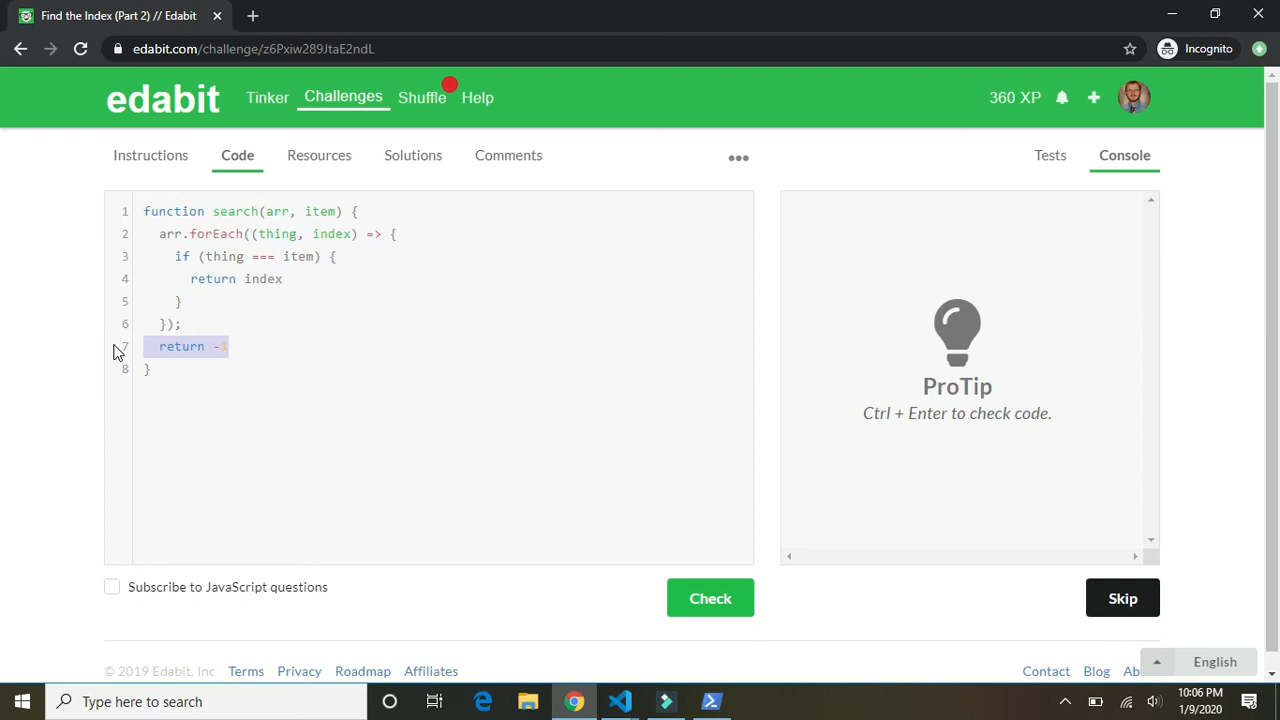 Find the Index (Part 2) // Edabit
edabit.com/challenge/z6Pxiw289JtaE2ndL
Incognito
edabit Tinker Challenges Shuffle Help 360 XP
Instructions Code Resources Solutions Comments ••• Tests Console
1 function search(arr, item) {
2 arr.forEach((thing, index) => {
3 if (thing === item) {
4 return index
5 }
6 });
7 return -1
8 }
ProTip
Ctrl + Enter to check code.
Subscribe to JavaScript questions
Check
Skip
© 2019 Edabit, Inc Terms Privacy Roadmap Affiliates Contact Blog
English
Type here to search
10:06 PM
1/9/2020